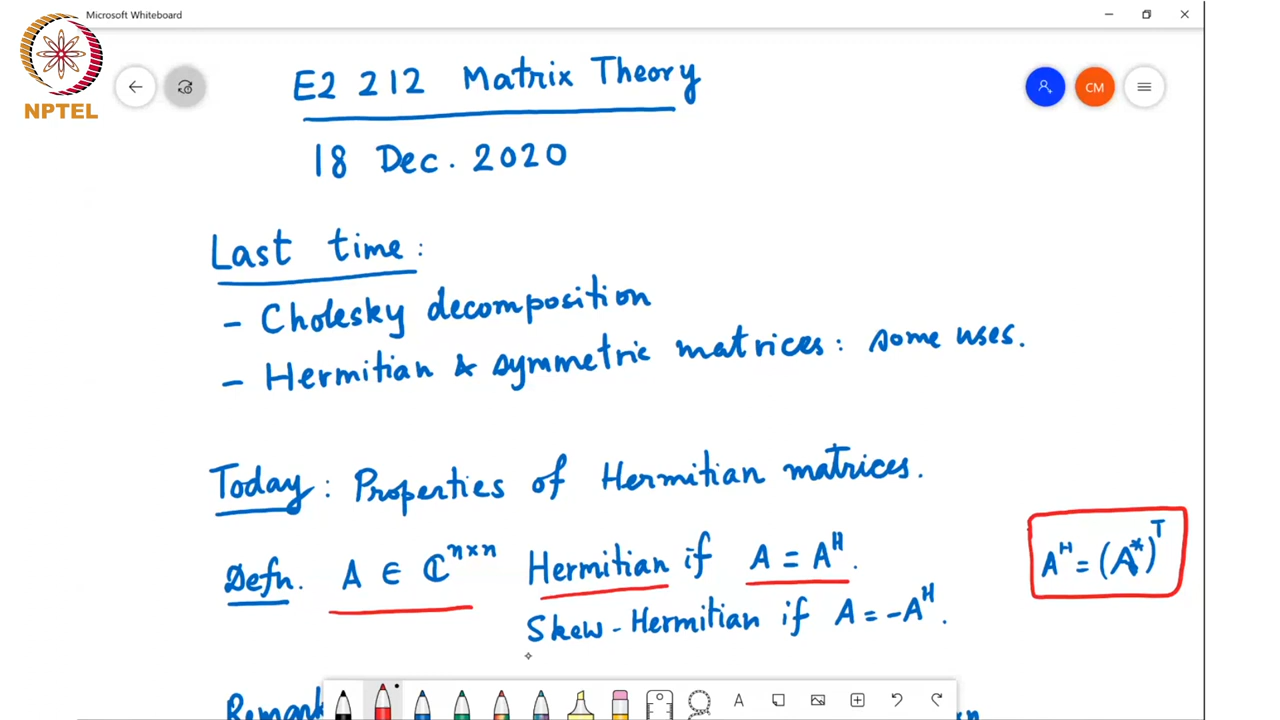 Microsoft Whiteboard
NPTEL
CM
E2 212 Matrix Theory
18 Dec. 2020
Last time:
- Cholesky decomposition
- Hermitian & symmetric matrices: some uses.
Today: Properties of Hermitian matrices.
Defn. A ∈ ℂⁿˣⁿ Hermitian if A = Aᴴ.
Aᴴ = (A*)ᵀ
Skew-Hermitian if A = -Aᴴ.
Remark